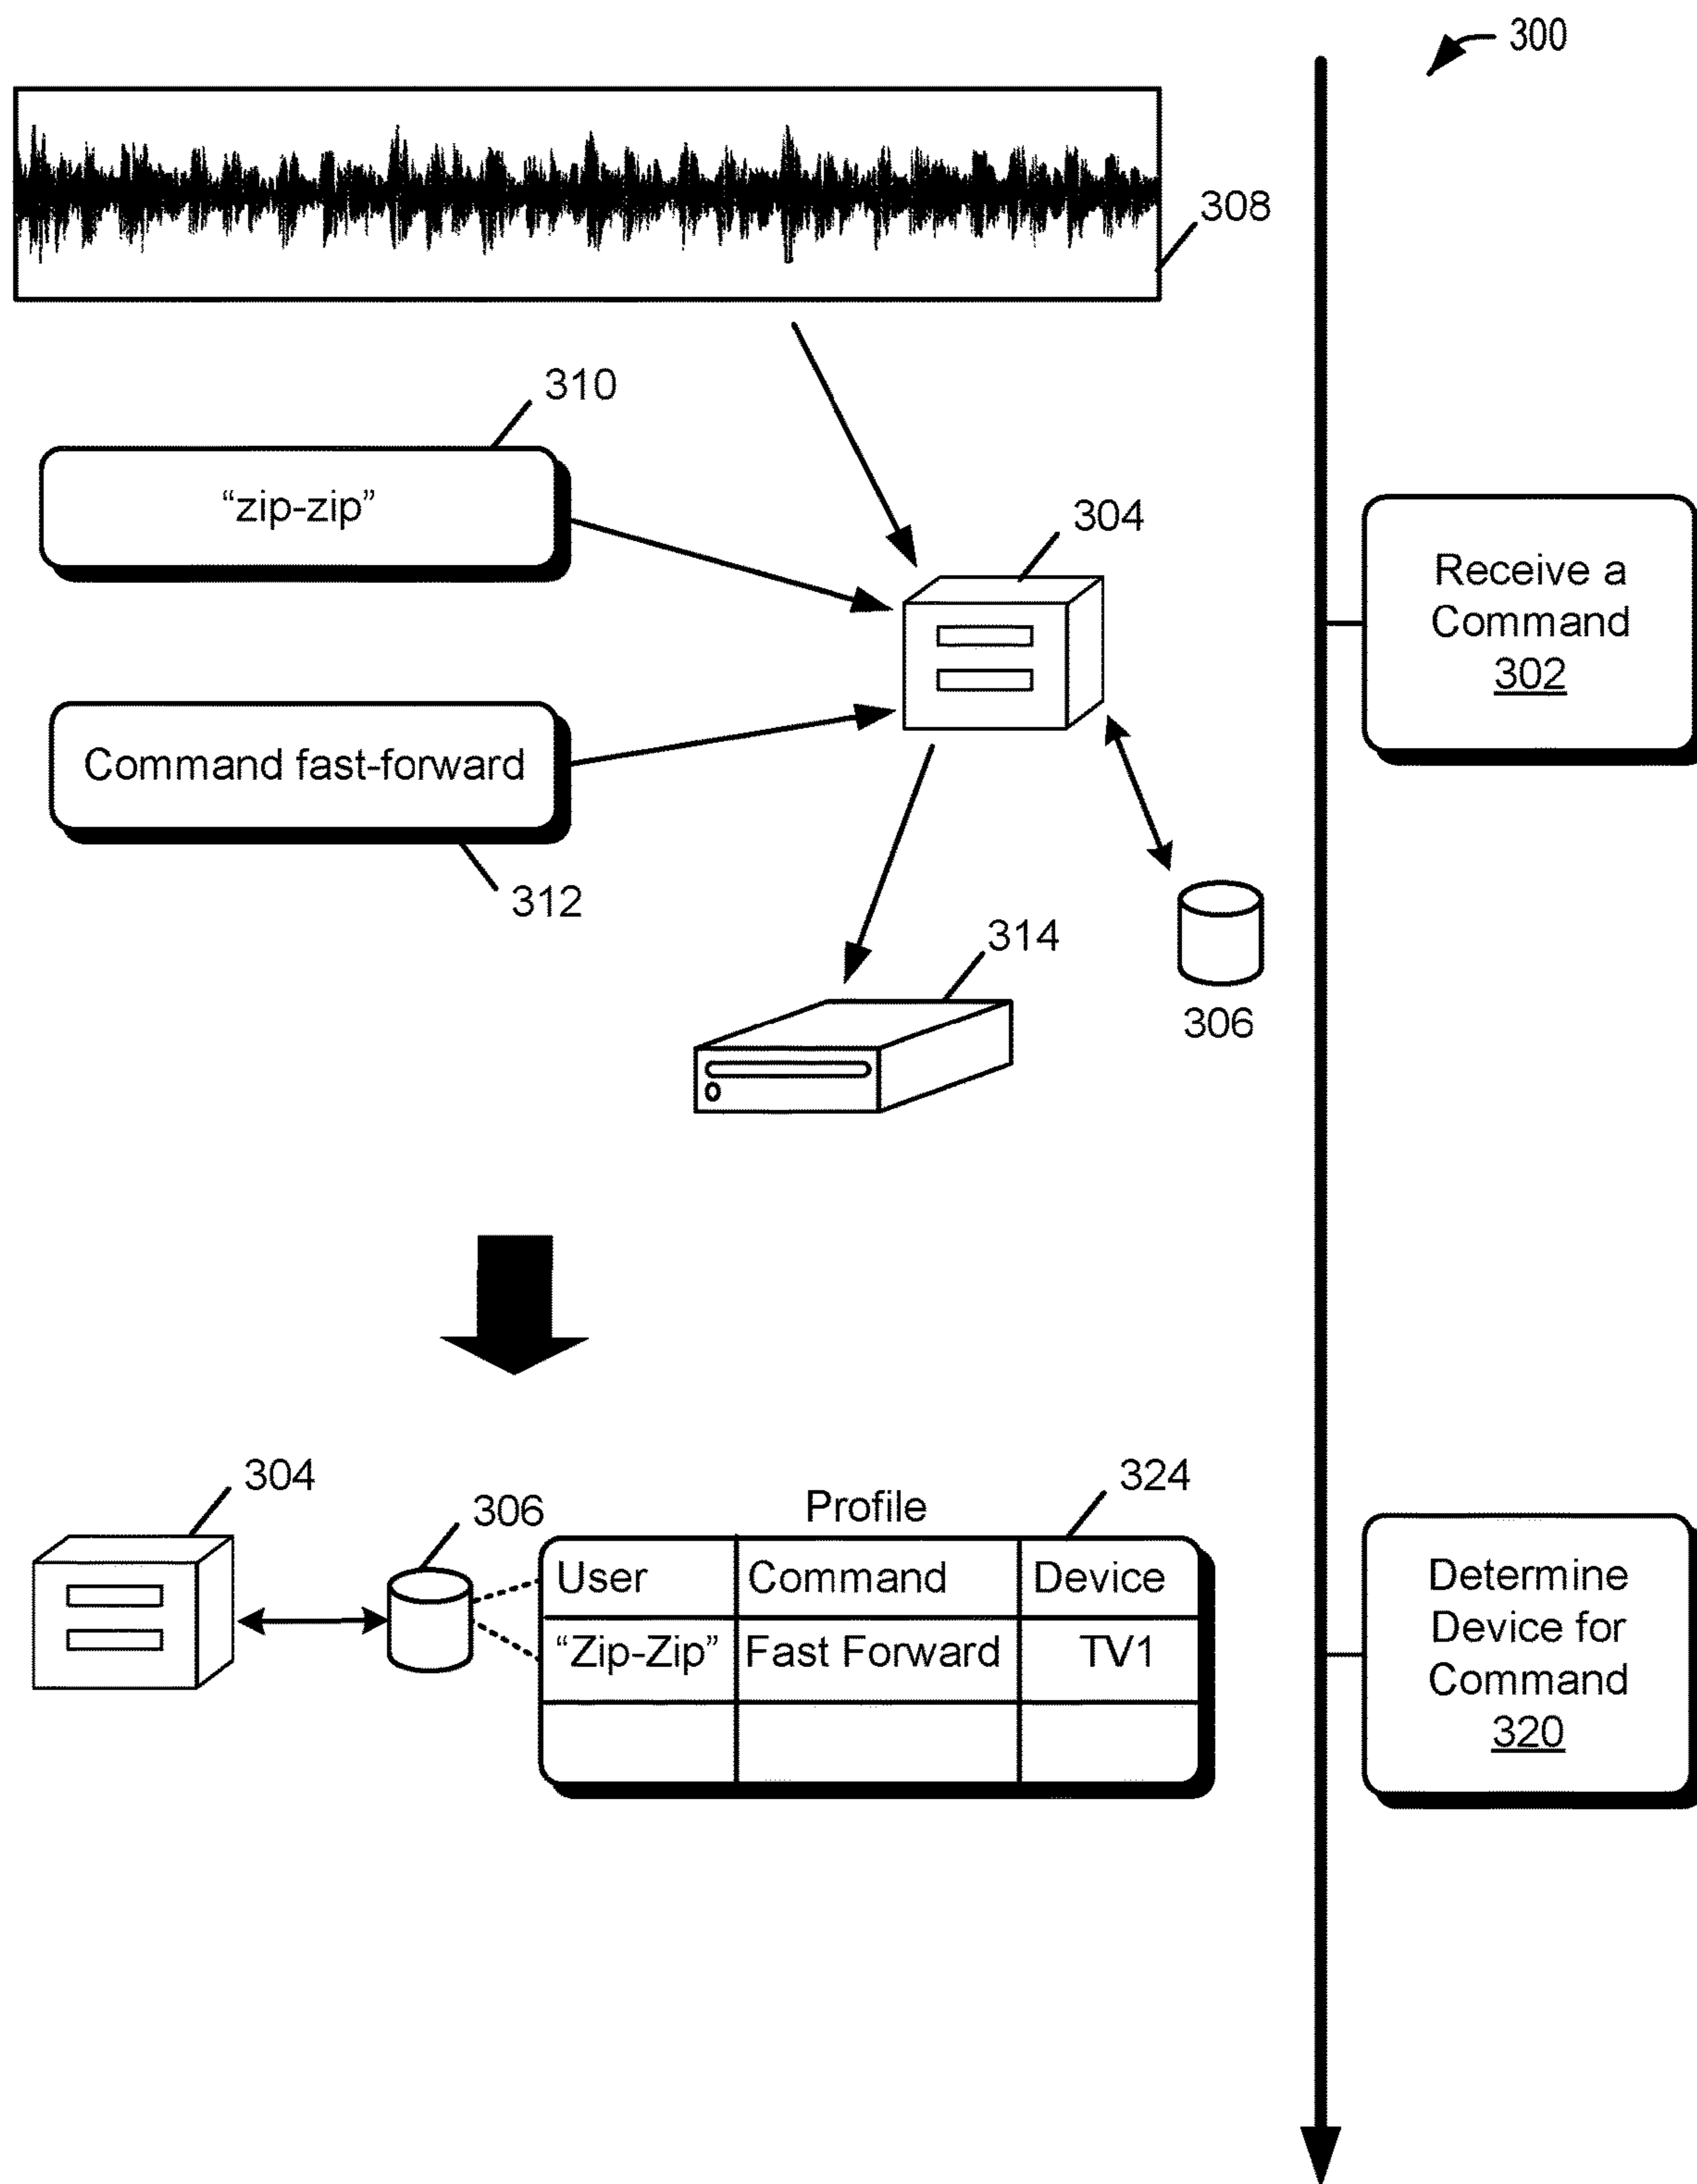 300
308
310
“zip-zip”
304
Receive a
Command
302
Command fast-forward
312
314
306
304
306
Profile
324
User Command Device
“Zip-Zip” Fast Forward TV1
Determine
Device for
Command
320